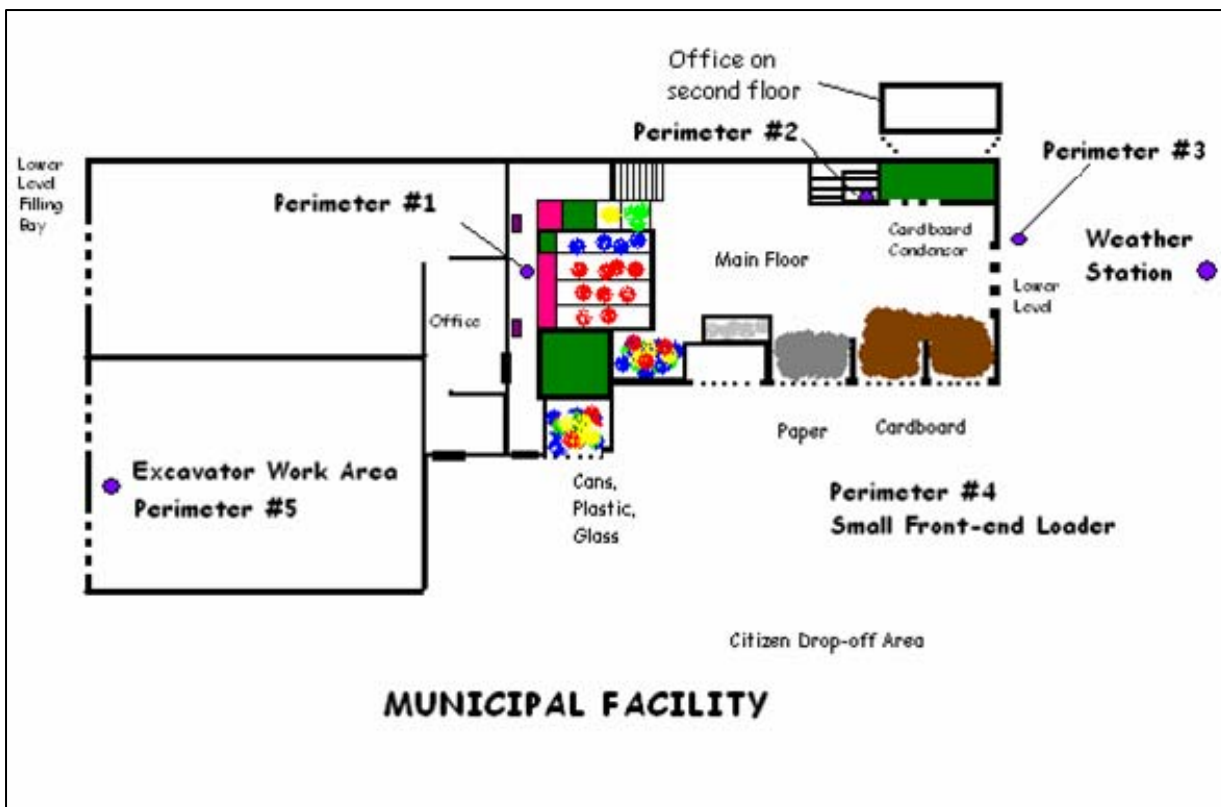 Office on
second floor
Perimeter #2
Perimeter #3
Lower
Level
Filling
Bay
Perimeter #1
Weather
Station
Main Floor
Cardboard
Condensor
Lower
Level
Office
Paper
Cardboard
Excavator Work Area
Perimeter #5
Cans,
Plastic,
Glass
Perimeter #4
Small Front-end Loader
Citizen Drop-off Area
MUNICIPAL FACILITY